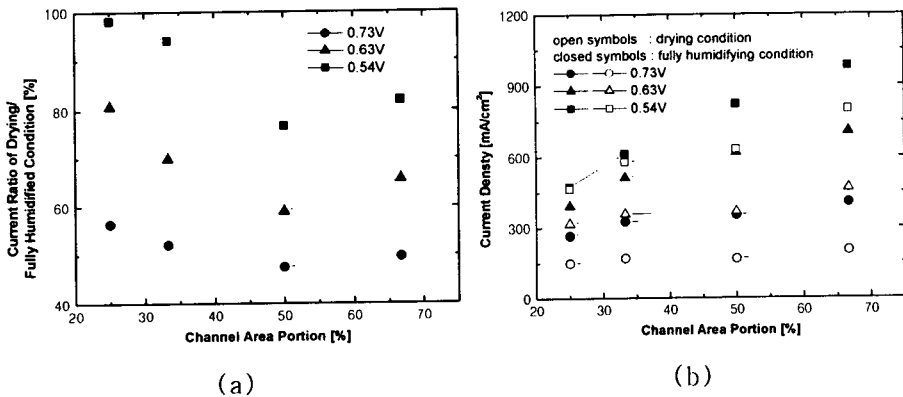 100
80
60
40
20 30 40 50 60 70
Current Ratio of Drying/
Fully Humidified Condition [%]
Channel Area Portion [%]
0.73V
0.63V
0.54V
(a)
1200
900
600
300
0
20 30 40 50 60 70
Current Densty [mA/cm²]
Channel Area Portion [%]
open symbols : drying condition
closed symbols : fully humidifying condition
0.73V
0.63V
0.54V
(b)